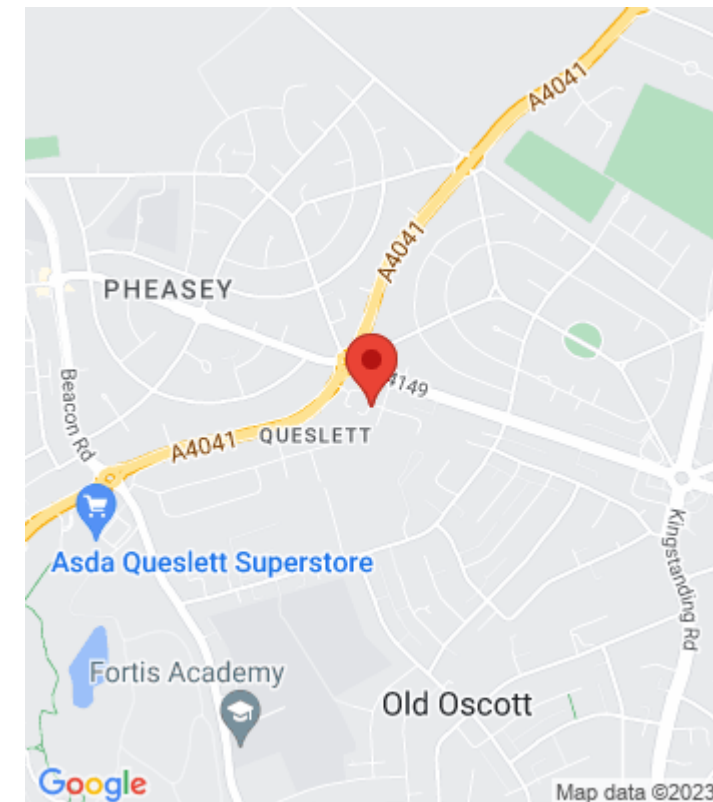 A4041
A4041
PHEASEY
4149
Beacon Rd
A4041
QUESLETT
Asda Queslett Superstore
Kingstanding Rd
Fortis Academy
Old Oscott
Google
Map data ©2023